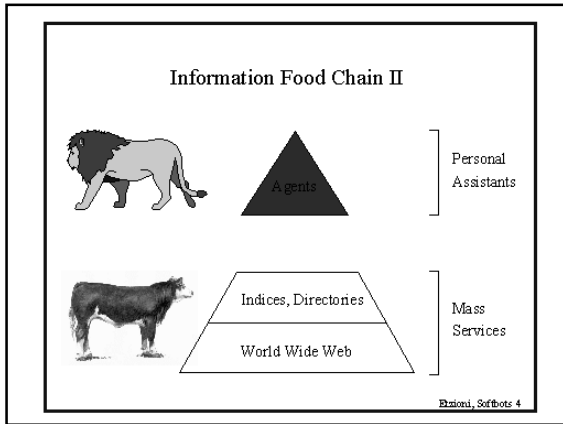 Information Food Chain II
Agents
Personal
Assistants
Indices, Directories
World Wide Web
Mass
Services
Etzioni, Softbots 4